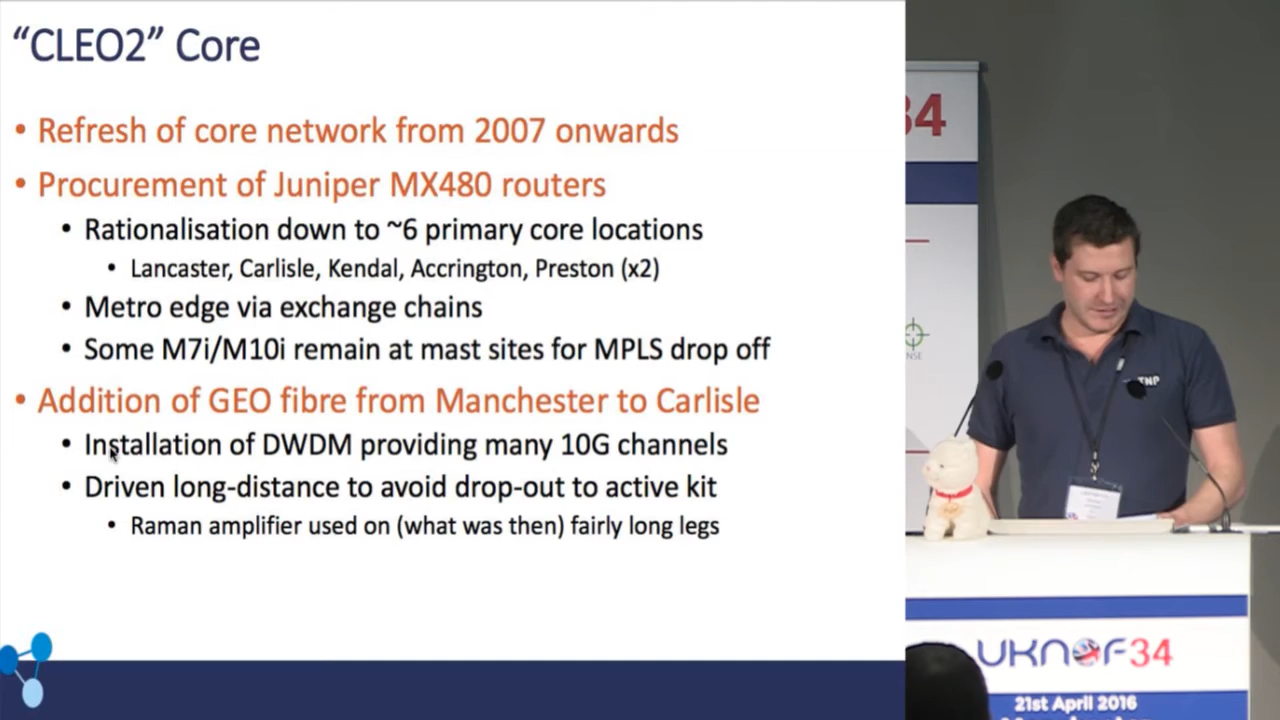 “CLEO2” Core
• Refresh of core network from 2007 onwards
• Procurement of Juniper MX480 routers
• Rationalisation down to ~6 primary core locations
• Lancaster, Carlisle, Kendal, Accrington, Preston (x2)
• Metro edge via exchange chains
• Some M7i/M10i remain at mast sites for MPLS drop off
• Addition of GEO fibre from Manchester to Carlisle
• Installation of DWDM providing many 10G channels
• Driven long-distance to avoid drop-out to active kit
• Raman amplifier used on (what was then) fairly long legs
34
TNP
UKNOF34
21st April 2016